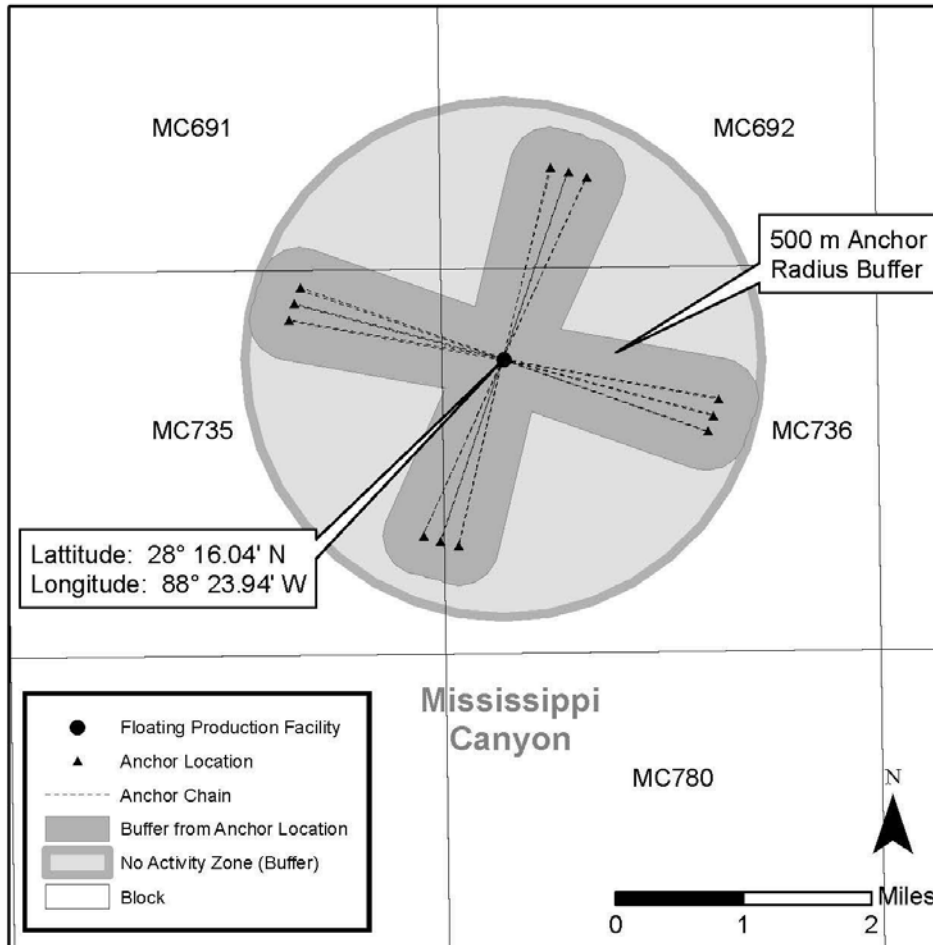 MC691
MC692
500 m Anchor
Radius Buffer
MC735
MC736
Lattitude: 28° 16.04' N
Longitude: 88° 23.94' W
Mississippi
Canyon
MC780
Floating Production Facility
Anchor Location
Anchor Chain
Buffer from Anchor Location
No Activity Zone (Buffer)
Block
N
Miles
0 1 2